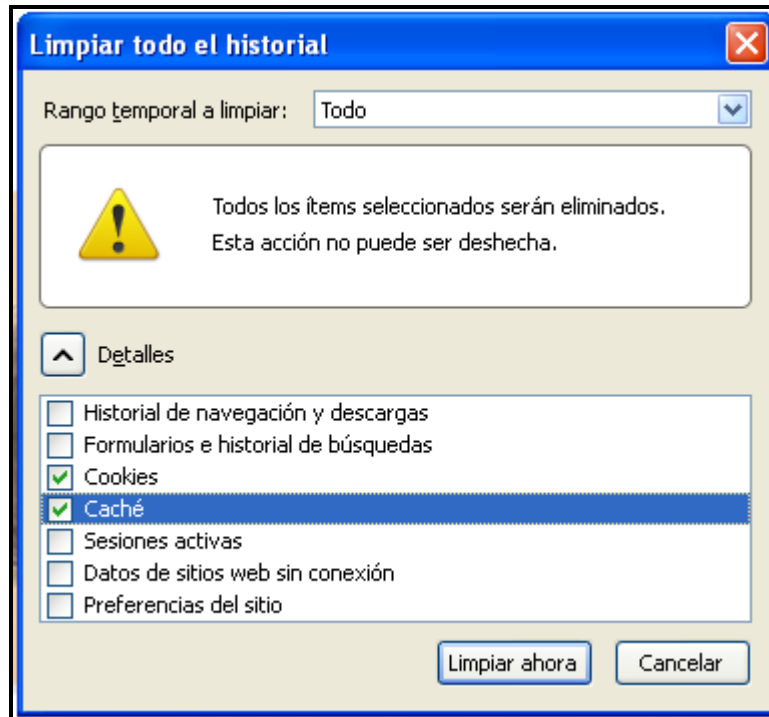 Limpiar todo el historial
Rango temporal a limpiar: Todo
Todos los ítems seleccionados serán eliminados.
Esta acción no puede ser deshecha.
Detalles
Historial de navegación y descargas
Formularios e historial de búsquedas
Cookies
Caché
Sesiones activas
Datos de sitios web sin conexión
Preferencias del sitio
Limpiar ahora Cancelar